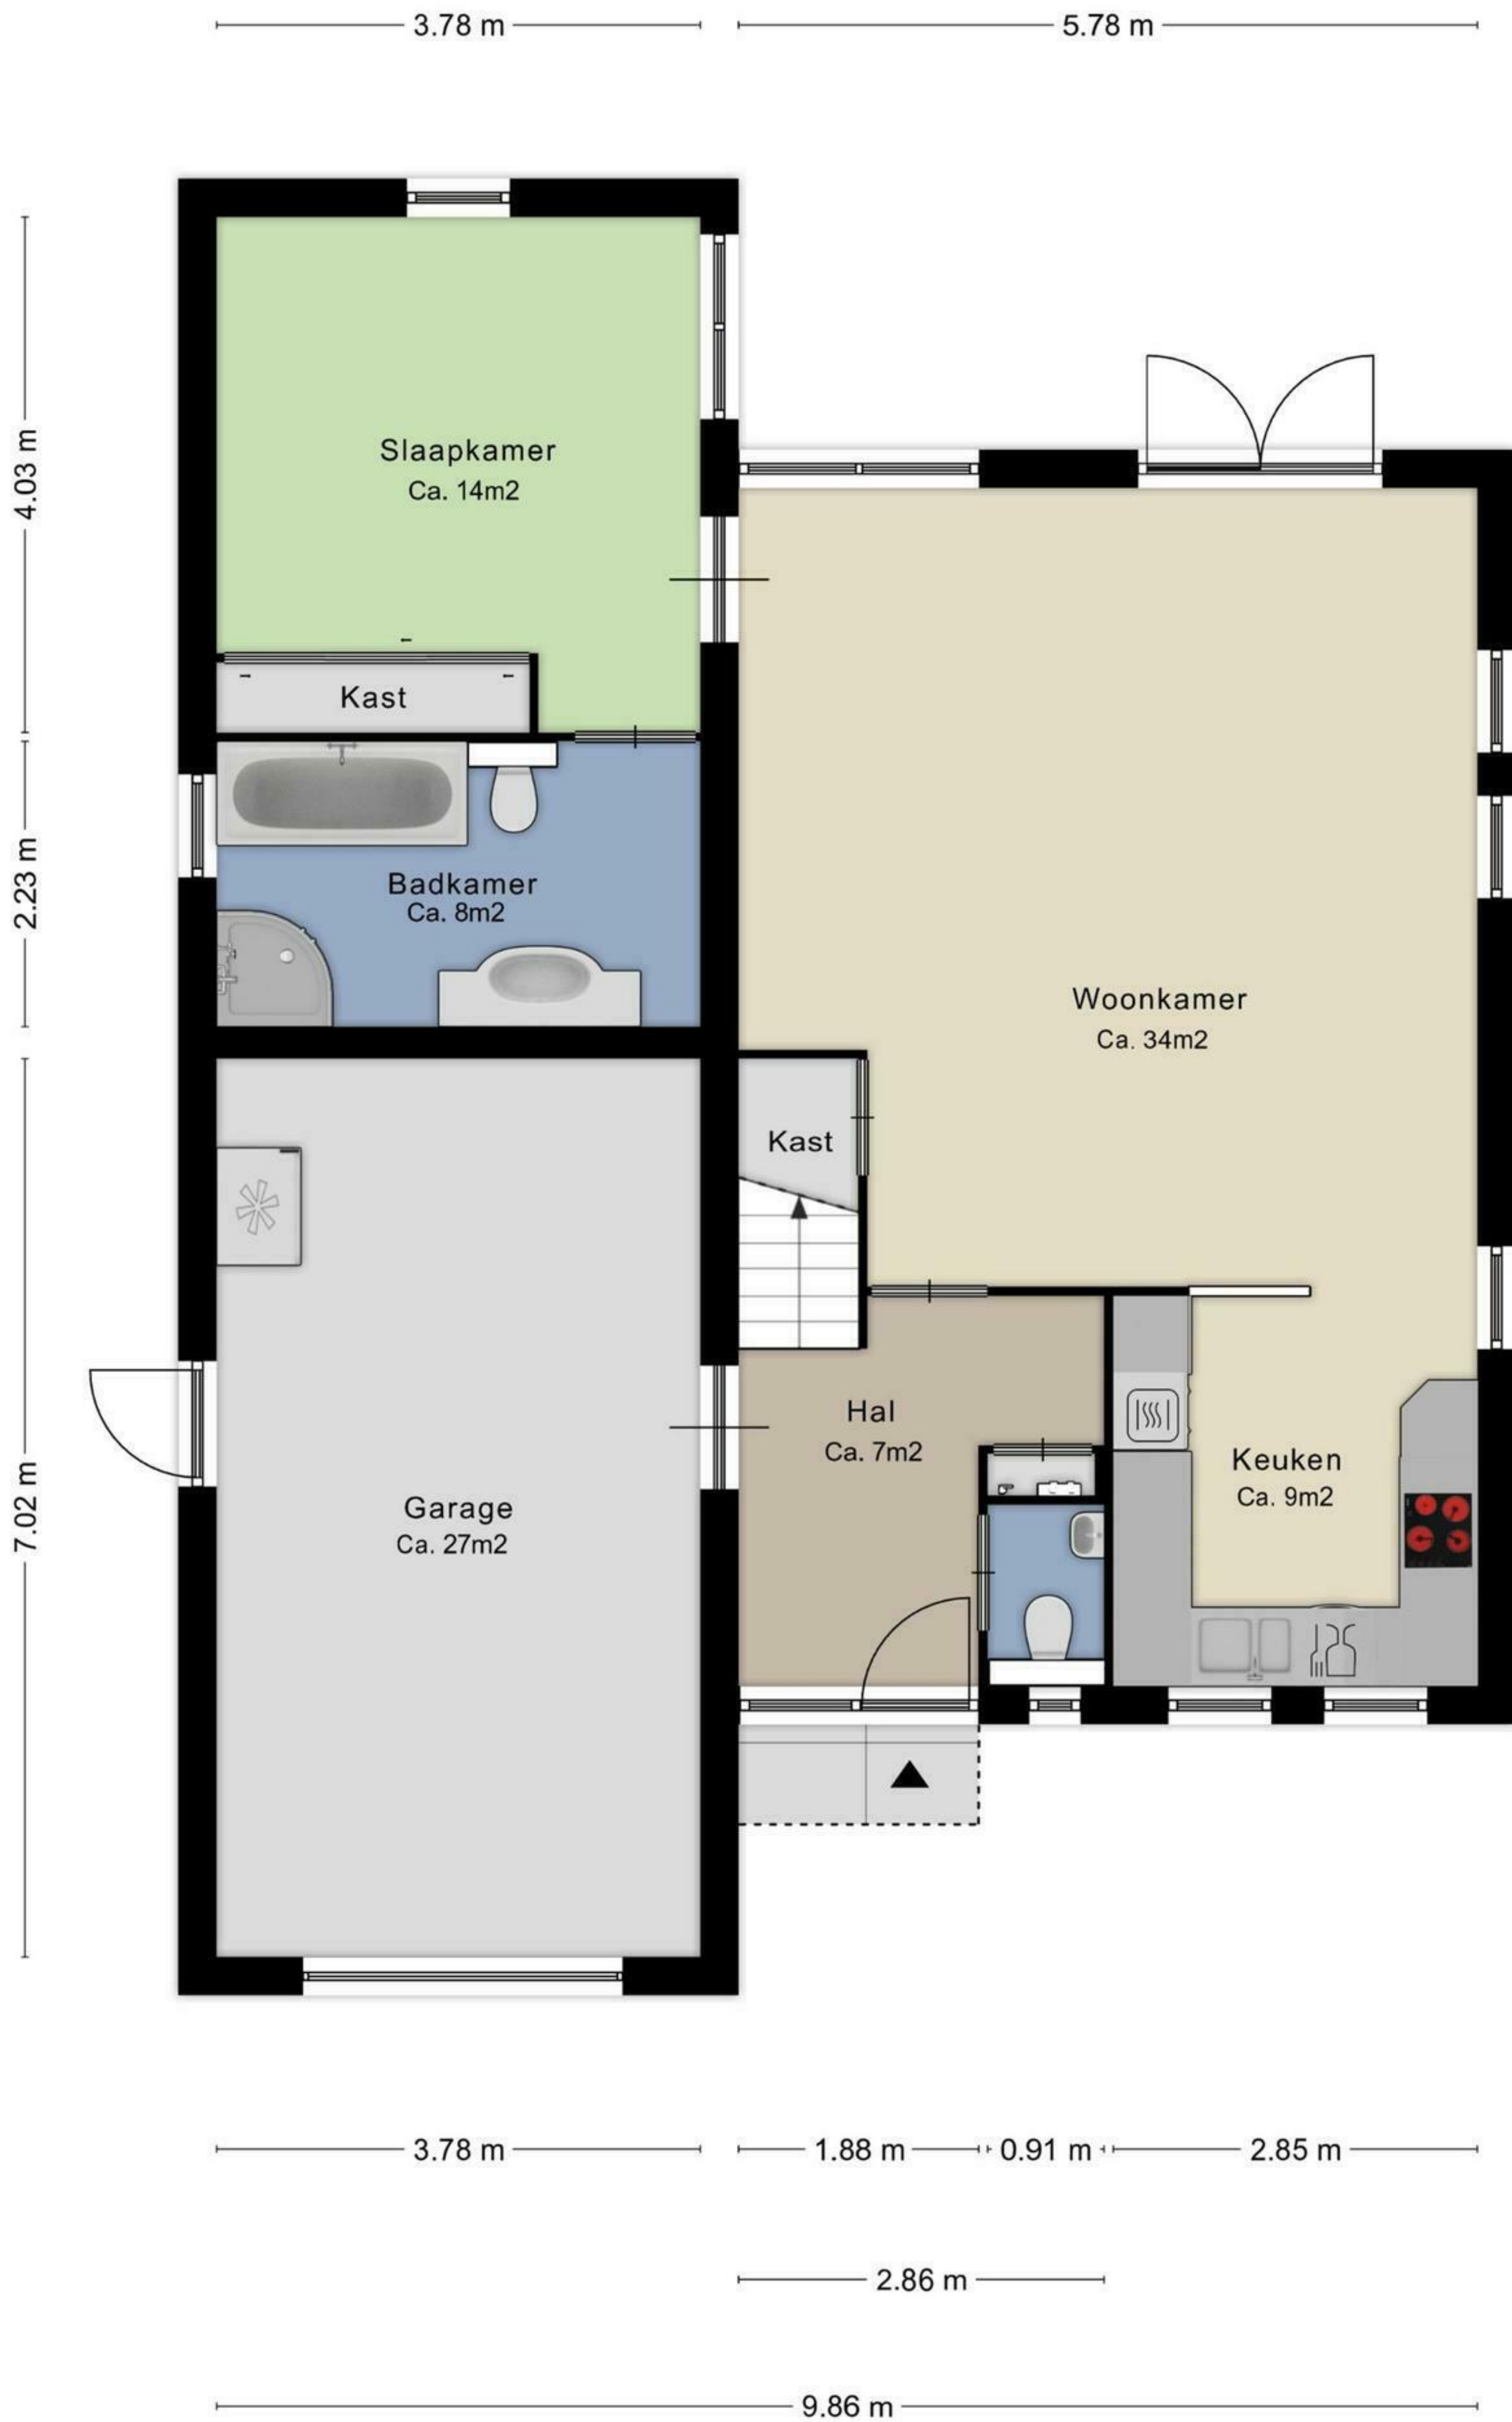 3.78 m
5.78 m
4.03 m
Slaapkamer
Ca. 14m2
Kast
2.23 m
Badkamer
Ca. 8m2
Woonkamer
Ca. 34m2
Kast
7.02 m
Hal
Ca. 7m2
Keuken
Ca. 9m2
Garage
Ca. 27m2
3.78 m
1.88 m
0.91 m
2.85 m
2.86 m
9.86 m